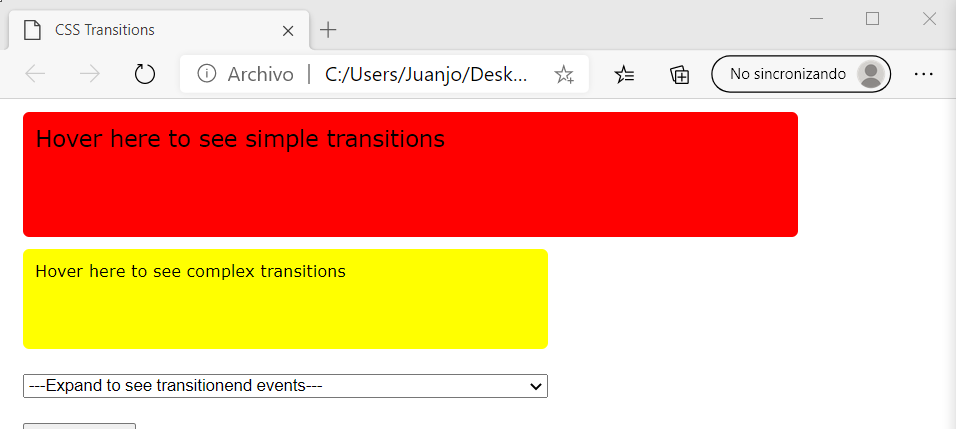 CSS Transitions
Archivo | C:/Users/Juanjo/Desk...
No sincronizando
Hover here to see simple transitions
Hover here to see complex transitions
---Expand to see transitionend events---